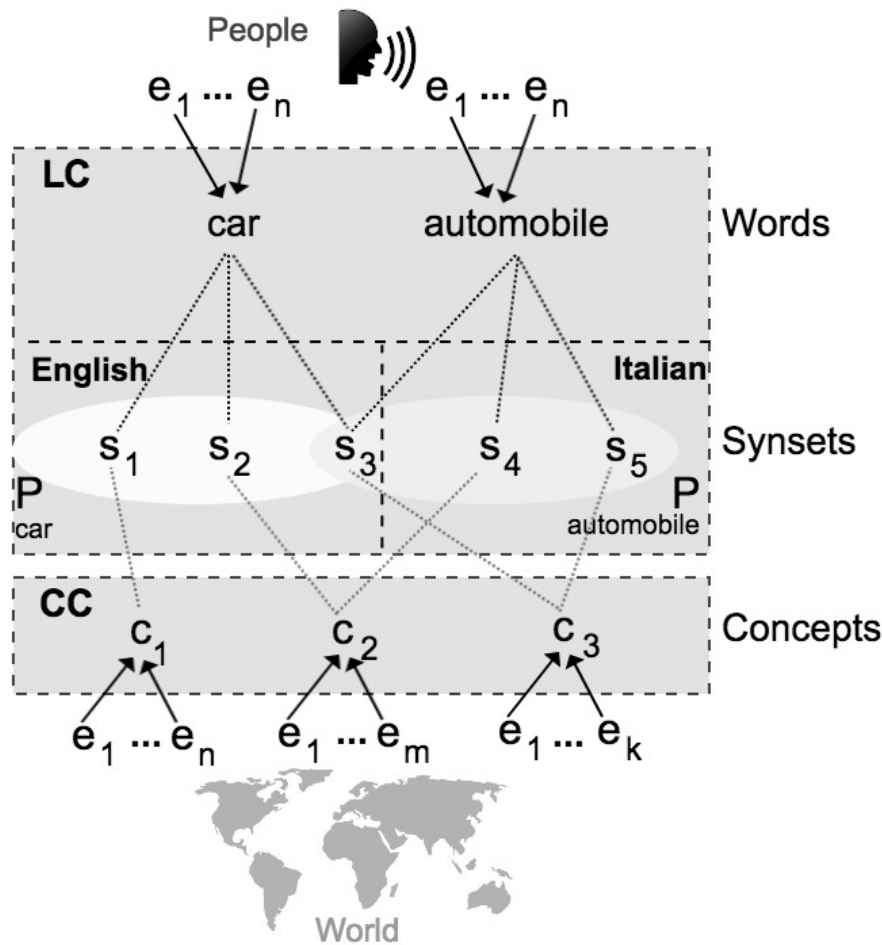 People
e1 ... en e1 ... en
LC
car automobile Words
English Italian
s1 s2 s3 s4 s5 Synsets
P P
car automobile
CC
c1 c2 c3 Concepts
e1 ... en e1 ... em e1 ... ek
World